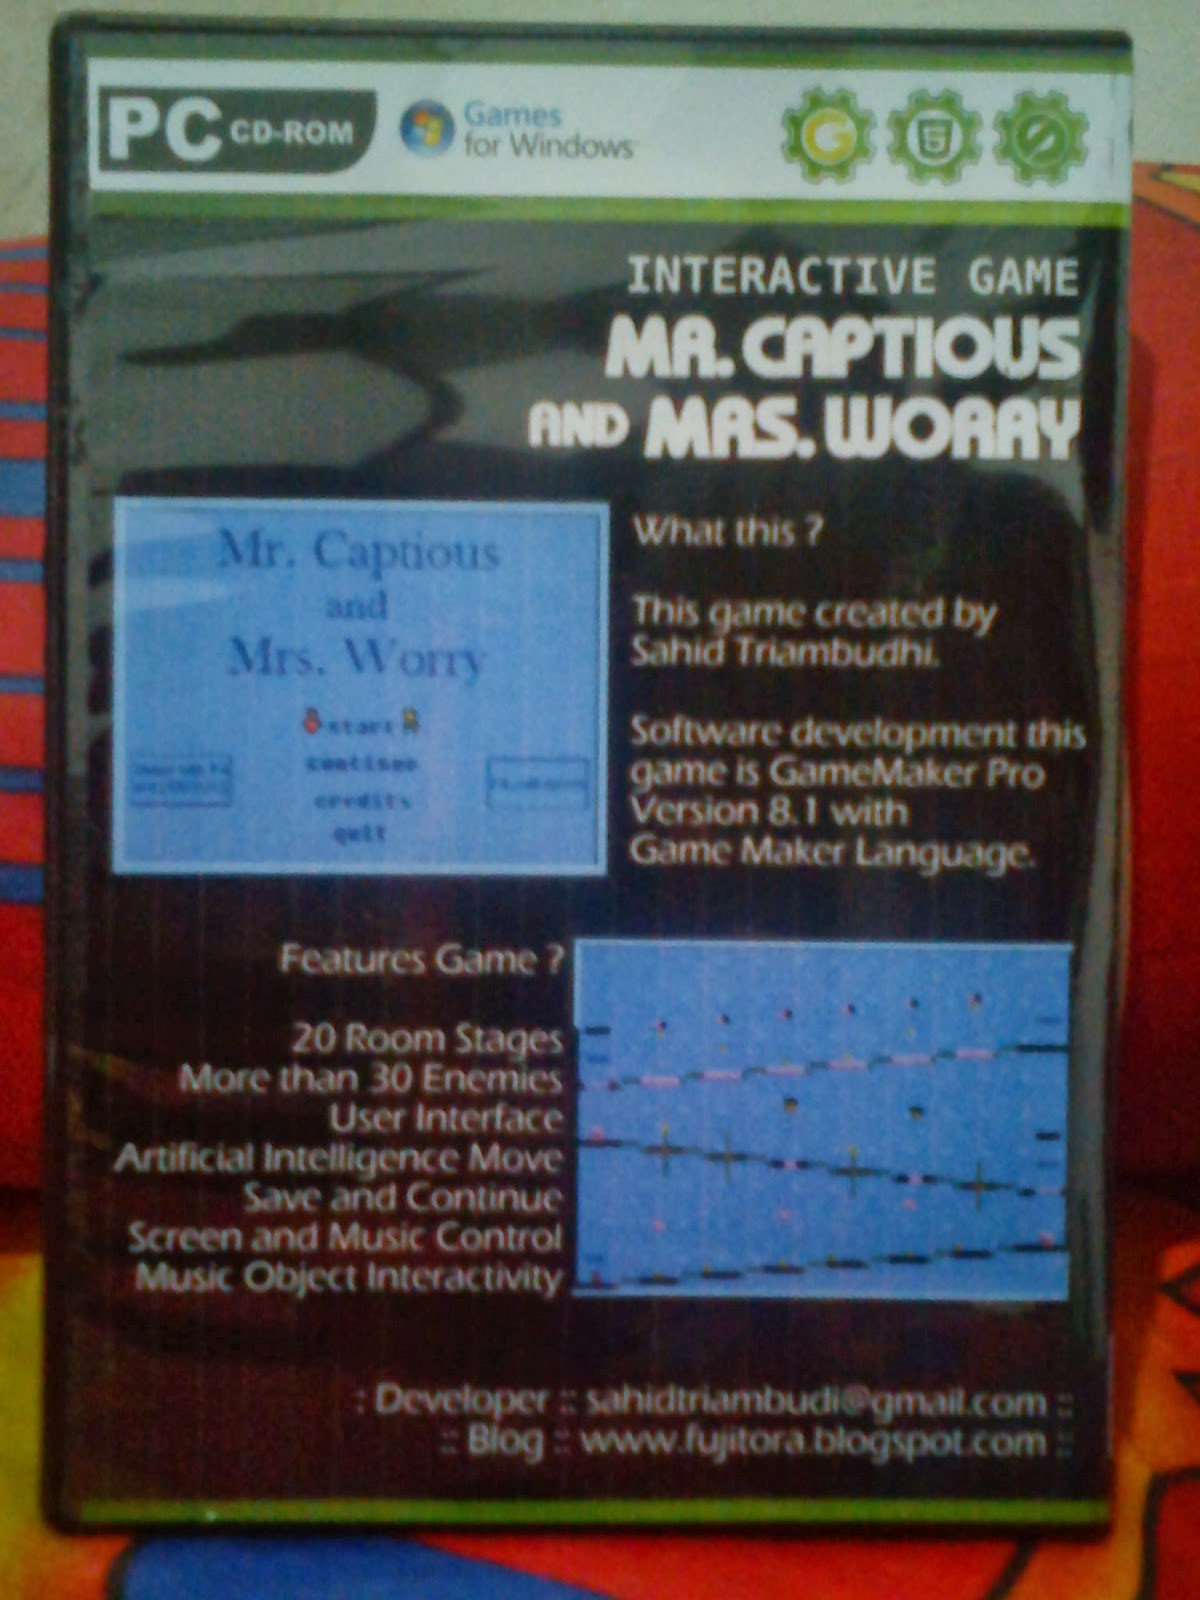 PC CD-ROM
Games
for Windows
INTERACTIVE GAME
MR. CAPTIOUS
AND MRS. WORRY
Mr. Captious
and
Mrs. Worry
start
continue
credits
quit
What this ?
This game created by
Sahid Triambudhi.
Software development this
game is GameMaker Pro
Version 8.1 with
Game Maker Language.
Features Game ?
20 Room Stages
More than 30 Enemies
User Interface
Artificial Intelligence Move
Save and Continue
Screen and Music Control
Music Object Interactivity
:: Developer :: sahidtriambudi@gmail.com ::
:: Blog :: www.fujitora.blogspot.com ::